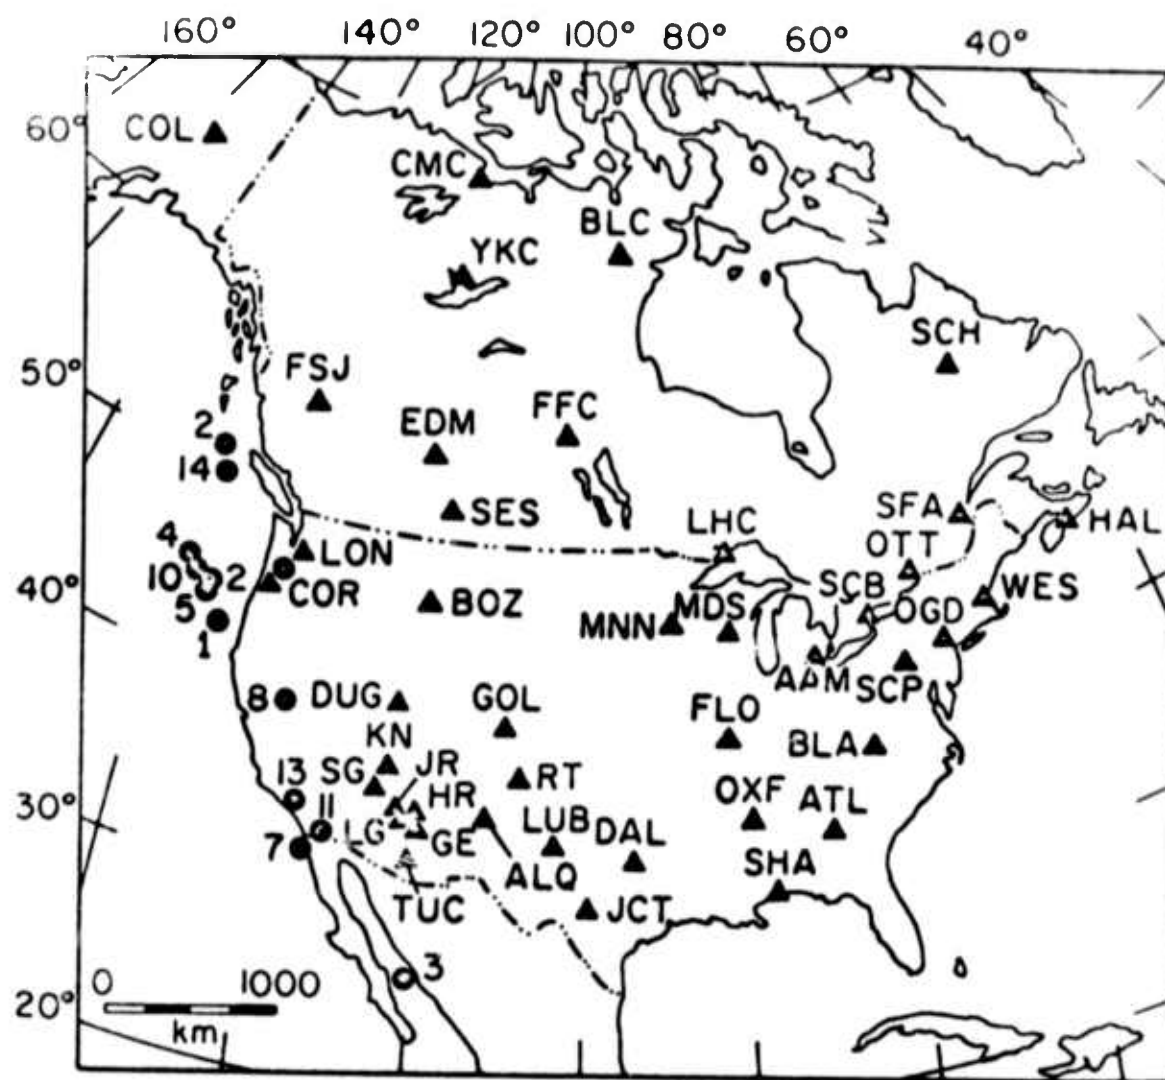 160° 140° 120° 100° 80° 60° 40°
60°
COL
CMC
BLC
YKC
SCH
50°
FSJ
EDM
FFC
2
14
SES
LHC
SFA
HAL
OTT
4
LON
10
2
COR
BOZ
SCB
OGD
WES
40°
5
MNN
MDS
1
AAM
SCP
8
DUG
GOL
FLO
BLA
KN
13
SG
JR
RT
OXF
ATL
11
HR
30°
LG
GE
LUB
DAL
7
ALQ
SHA
TUC
JCT
3
0 1000
20°
km